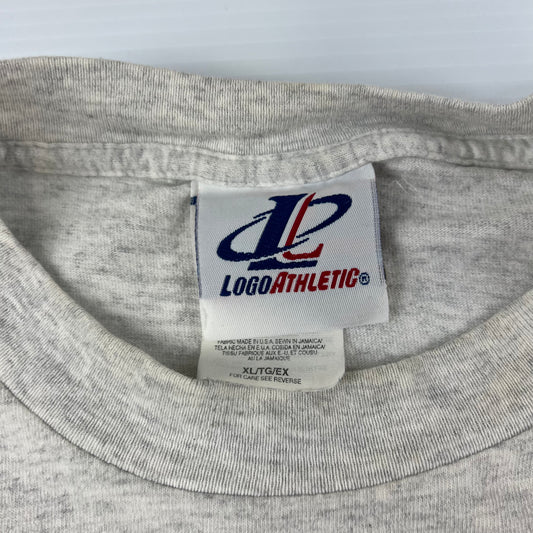 LOGOATHLETIC®
FABRIC MADE IN U.S.A. SEWN IN JAMAICA/
TELA HECHA EN E.U.A. COSIDA EN JAMAICA/
TISSU FABRIQUE AUX E.-U. ET COUSU
AU LA JAMAIQUE
XL/TG/EX
FOR CARE SEE REVERSE